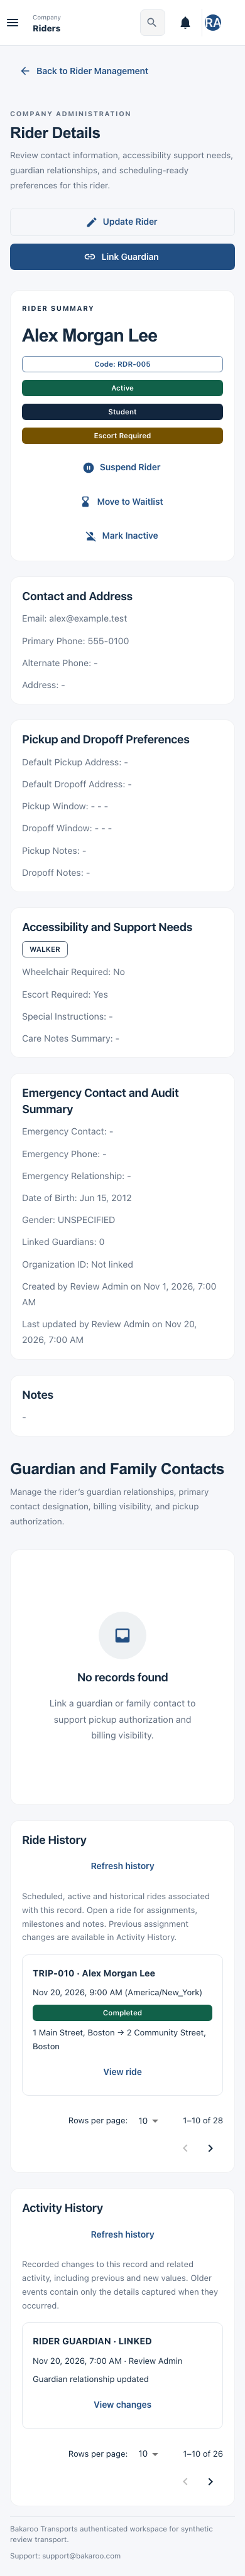 Company
Riders
RA
Back to Rider Management
COMPANY ADMINISTRATION
Rider Details
Review contact information, accessibility support needs,
guardian relationships, and scheduling-ready
preferences for this rider.
Update Rider
Link Guardian
RIDER SUMMARY
Alex Morgan Lee
Code: RDR-005
Active
Student
Escort Required
Suspend Rider
Move to Waitlist
Mark Inactive
Contact and Address
Email: alex@example.test
Primary Phone: 555-0100
Alternate Phone: -
Address: -
Pickup and Dropoff Preferences
Default Pickup Address: -
Default Dropoff Address: -
Pickup Window: - - -
Dropoff Window: - - -
Pickup Notes: -
Dropoff Notes: -
Accessibility and Support Needs
WALKER
Wheelchair Required: No
Escort Required: Yes
Special Instructions: -
Care Notes Summary: -
Emergency Contact and Audit
Summary
Emergency Contact: -
Emergency Phone: -
Emergency Relationship: -
Date of Birth: Jun 15, 2012
Gender: UNSPECIFIED
Linked Guardians: 0
Organization ID: Not linked
Created by Review Admin on Nov 1, 2026, 7:00
AM
Last updated by Review Admin on Nov 20,
2026, 7:00 AM
Notes
-
Guardian and Family Contacts
Manage the rider's guardian relationships, primary
contact designation, billing visibility, and pickup
authorization.
No records found
Link a guardian or family contact to
support pickup authorization and
billing visibility.
Ride History
Refresh history
Scheduled, active and historical rides associated
with this record. Open a ride for assignments,
milestones and notes. Previous assignment
changes are available in Activity History.
TRIP-010 · Alex Morgan Lee
Nov 20, 2026, 9:00 AM (America/New_York)
Completed
1 Main Street, Boston → 2 Community Street,
Boston
View ride
Rows per page: 10 1–10 of 28
Activity History
Refresh history
Recorded changes to this record and related
activity, including previous and new values. Older
events contain only the details captured when they
occurred.
RIDER GUARDIAN · LINKED
Nov 20, 2026, 7:00 AM · Review Admin
Guardian relationship updated
View changes
Rows per page: 10 1–10 of 26
Bakaroo Transports authenticated workspace for synthetic
review transport.
Support: support@bakaroo.com